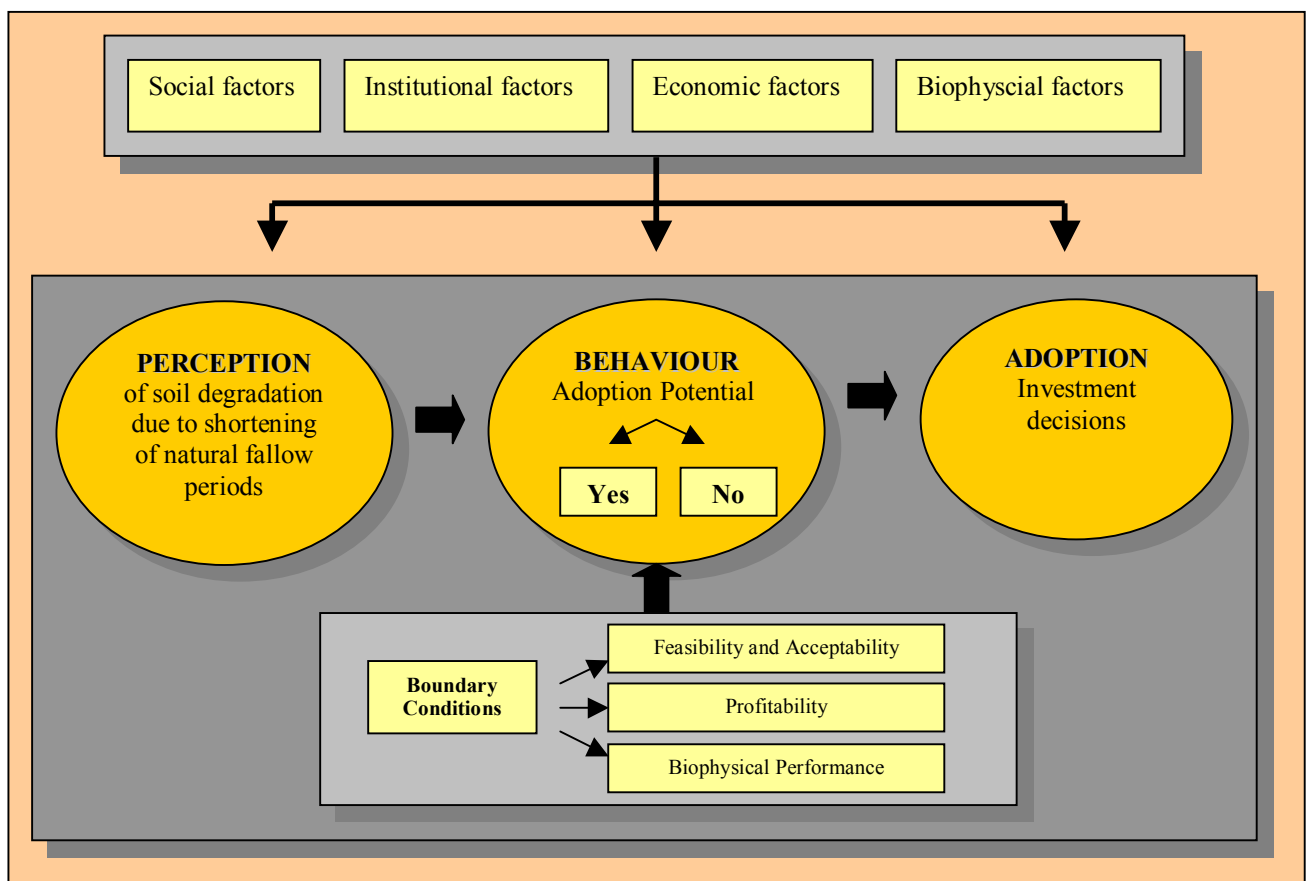 Social factors
Institutional factors
Economic factors
Biophyscial factors
PERCEPTION
of soil degradation
due to shortening
of natural fallow
periods
BEHAVIOUR
Adoption Potential
Yes
No
ADOPTION
Investment
decisions
Boundary
Conditions
Feasibility and Acceptability
Profitability
Biophysical Performance